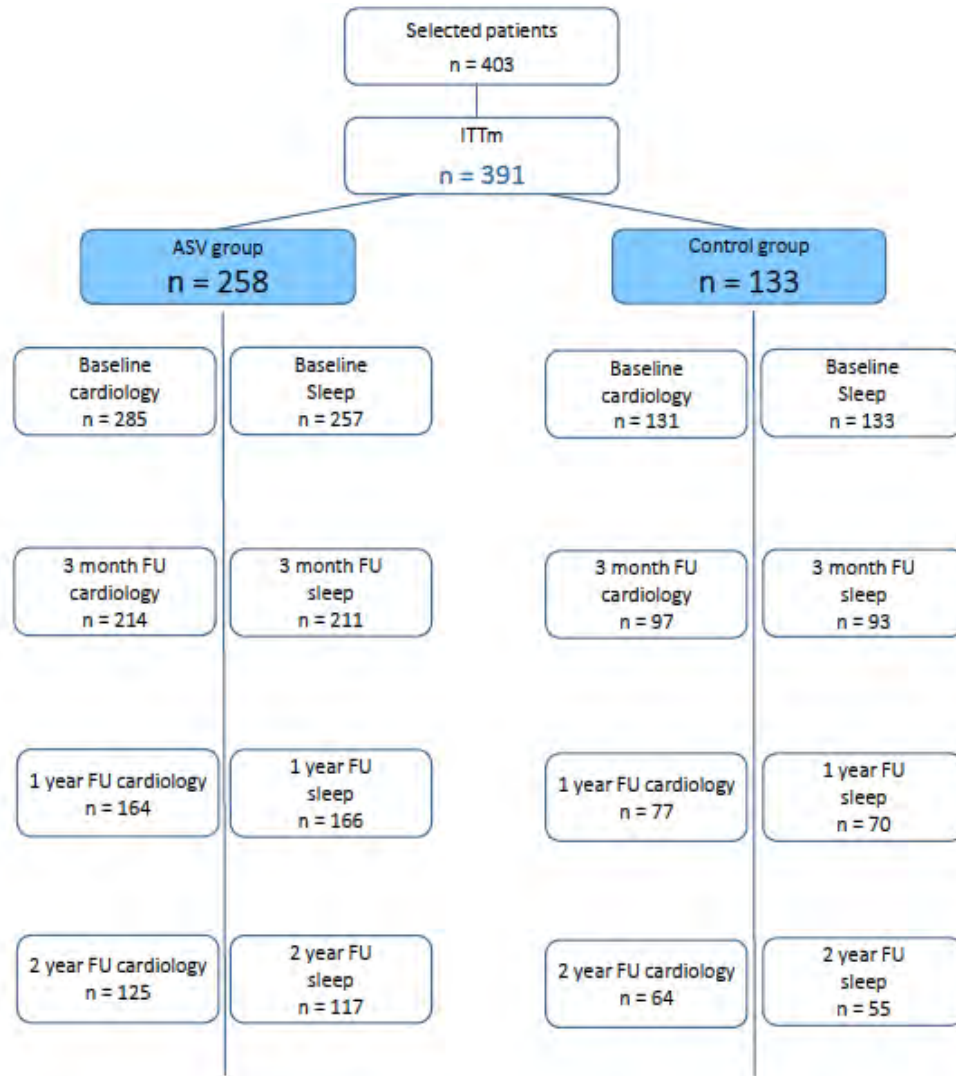 Selected patients
n = 403
ITTm
n = 391
ASV group
n = 258
Control group
n = 133
Baseline
cardiology
n = 285
Baseline
Sleep
n = 257
Baseline
cardiology
n = 131
Baseline
Sleep
n = 133
3 month FU
cardiology
n = 214
3 month FU
sleep
n = 211
3 month FU
cardiology
n = 97
3 month FU
sleep
n = 93
1 year FU cardiology
n = 164
1 year FU
sleep
n = 166
1 year FU cardiology
n = 77
1 year FU
sleep
n = 70
2 year FU cardiology
n = 125
2 year FU
sleep
n = 117
2 year FU cardiology
n = 64
2 year FU
sleep
n = 55